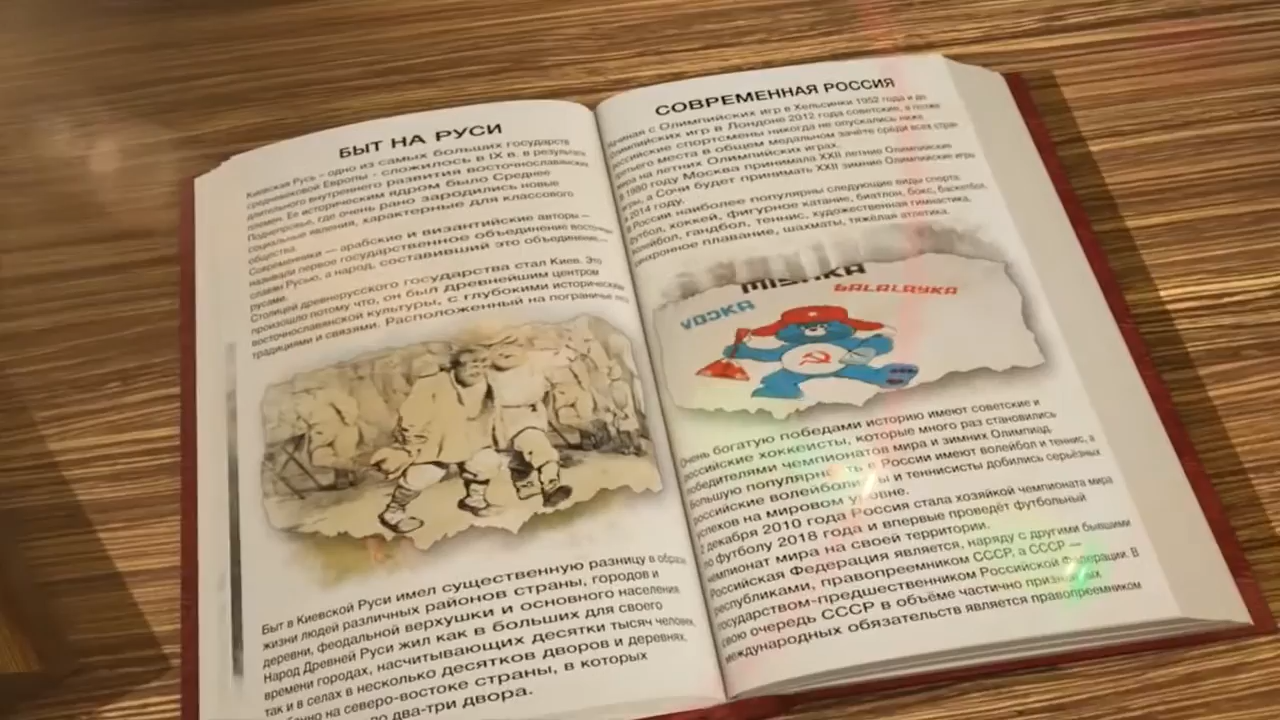 БЫТ НА РУСИ
Киевская Русь – одно из самых больших государств
средневековой Европы - сложилось в IX в. в результате
длительного внутреннего развития восточнославянских
племен. Ее историческим ядром было Среднее
Поднепровье, где очень рано зародились новые
социальные явления, характерные для классового
общества.
Современники — арабские и византийские авторы –
называли первое государственное объединение восточных
славян Русью, а народ, составивший это объединение—
русами.
Столицей древнерусского государства стал Киев. Это
произошло потому что, он был древнейшим центром
восточнославянской культуры, с глубокими историческими
традициями и связями. Расположенный на пограничье
Быт в Киевской Руси имел существенную разницу в образе
жизни людей различных районов страны, городов и
деревни, феодальной верхушки и основного населения.
Народ Древней Руси жил как в больших для своего
времени городах, насчитывающих десятки тысяч человек,
так и в селах в несколько десятков дворов и деревнях,
на северо-востоке страны, в которых
по два-три двора.
СОВРЕМЕННАЯ РОССИЯ
Начиная с Олимпийских игр в Хельсинки 1952 года и до
Олимпийских игр в Лондоне 2012 года советские, а позже
российские спортсмены никогда не опускались ниже
третьего места в общем медальном зачёте среди всех стран
мира на летних Олимпийских играх.
В 1980 году Москва принимала XXII летние Олимпийские
игры, а Сочи будет принимать XXII зимние Олимпийские игры
в 2014 году.
В России наиболее популярны следующие виды спорта:
футбол, хоккей, фигурное катание, биатлон, бокс, баскетбол,
волейбол, гандбол, теннис, художественная гимнастика,
синхронное плавание, шахматы, тяжёлая атлетика.
MISHKA
VODKA
BALALAYKA
Очень богатую победами историю имеют советские и
российские хоккеисты, которые много раз становились
победителями чемпионатов мира и зимних Олимпиад.
Большую популярность в России имеют волейбол и теннис, а
российские волейболисты и теннисисты добились серьёзных
успехов на мировом уровне.
2 декабря 2010 года Россия стала хозяйкой чемпионата мира
по футболу 2018 года и впервые проведёт футбольный
чемпионат мира на своей территории.
Российская Федерация является, наряду с другими бывшими
республиками, правопреемником СССР, а СССР —
государством-предшественником Российской Федерации. В
свою очередь СССР в объёме частично признанных
международных обязательств является правопреемником